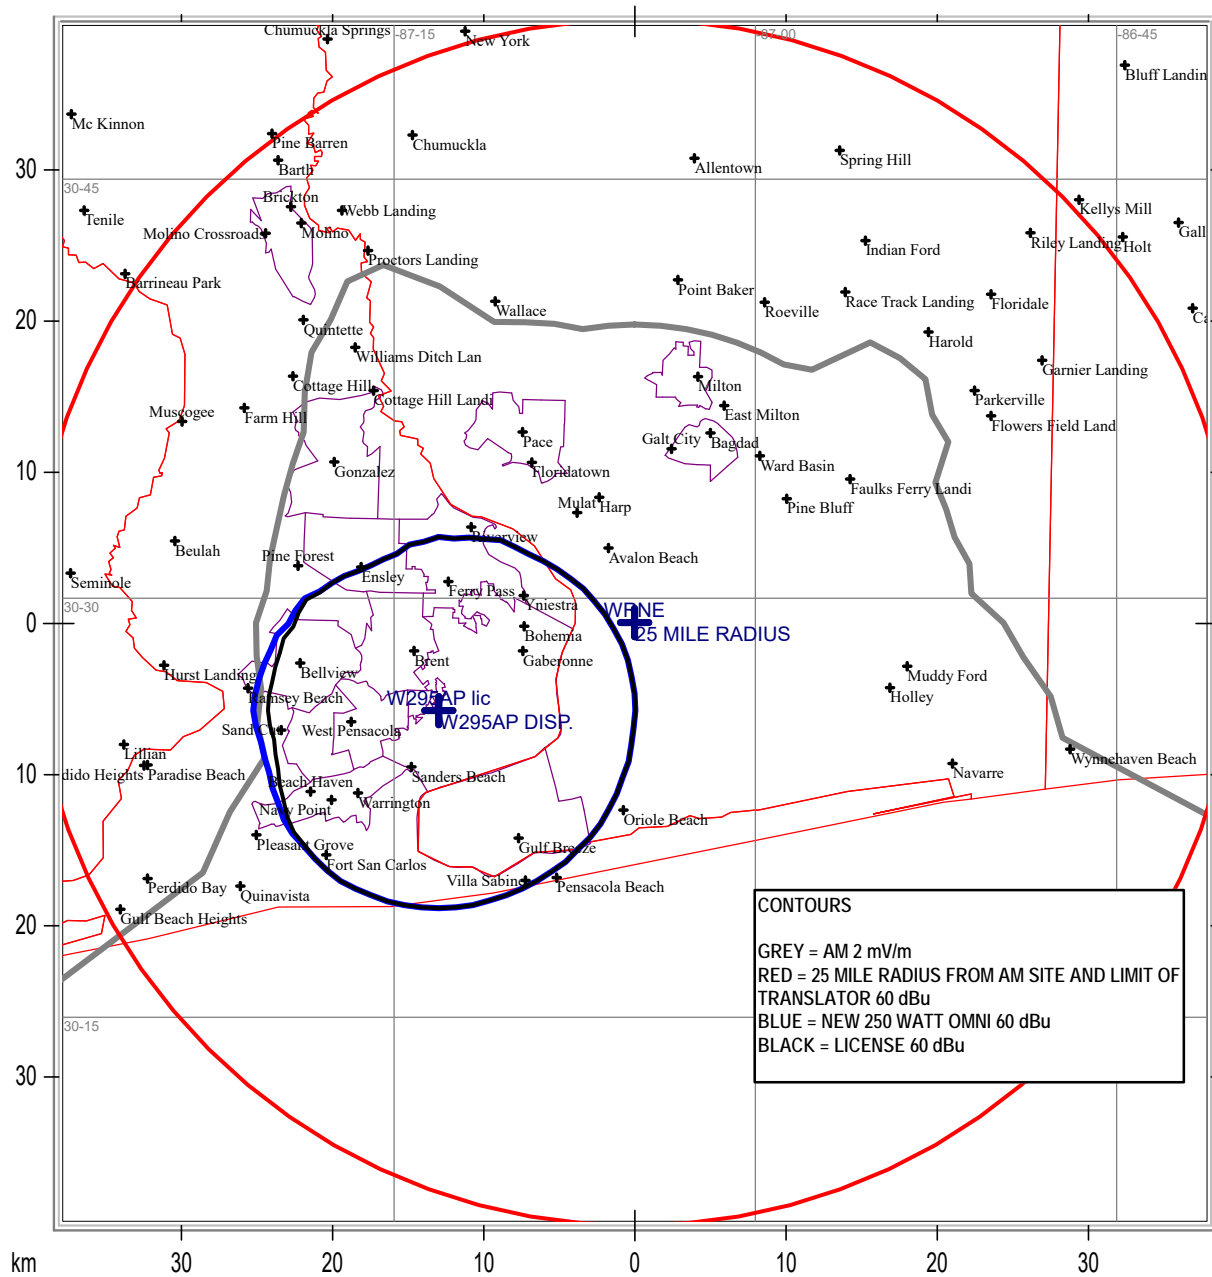 Chumuckla Springs
New York
-87-15
-87-00
-86-45
Bluff Landin
Mc Kinnon
Pine Barren
Chumuckla
Barth
Allentown
Spring Hill
30
30-45
Brickton
Webb Landing
Tenile
Molino Crossroads
Molino
Kellys Mill
Riley Landing
Holt
Gall
Indian Ford
Proctors Landing
Barrineau Park
Point Baker
Wallace
Roeville
Race Track Landing
Floridale
Ca
20
Quintette
Harold
Williams Ditch Lan
Garnier Landing
Cottage Hill
Cottage Hill Landi
Milton
Parkerville
Muscogee
Farm Hill
East Milton
Flowers Field Land
Pace
Galt City
Bagdad
10
Gonzalez
Floridatown
Ward Basin
Faulks Ferry Landi
Mulat
Harp
Pine Bluff
Riverview
Beulah
Pine Forest
Avalon Beach
Seminole
Ensley
Ferry Pass
Yniestra
30-30
WRNE
0
25 MILE RADIUS
Bohemia
Brent
Gaberonne
Hurst Landing
Bellview
Muddy Ford
Ramsey Beach
Holley
W295AP lic
W295AP DISP.
Sand Cu
West Pensacola
Lillian
Wynnehaven Beach
dido Heights
Paradise Beach
Sanders Beach
Navarre
10
Beach Haven
Navy Point
Warrington
Oriole Beach
Pleasant Grove
Gulf Breeze
Fort San Carlos
Perdido Bay
Quinavista
Villa Sabine
Pensacola Beach
Gulf Beach Heights
20
CONTOURS
GREY = AM 2 mV/m
RED = 25 MILE RADIUS FROM AM SITE AND LIMIT OF
TRANSLATOR 60 dBu
BLUE = NEW 250 WATT OMNI 60 dBu
BLACK = LICENSE 60 dBu
30-15
30
km
30
20
10
0
10
20
30